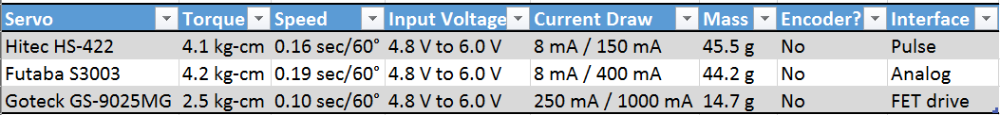 Servo Torque Speed Input Voltage Current Draw Mass Encoder? Interface
Hitec HS-422 4.1 kg-cm 0.16 sec/60° 4.8 V to 6.0 V 8 mA / 150 mA 45.5 g No Pulse
Futaba S3003 4.2 kg-cm 0.19 sec/60° 4.8 V to 6.0 V 8 mA / 400 mA 44.2 g No Analog
Goteck GS-9025MG 2.5 kg-cm 0.10 sec/60° 4.8 V to 6.0 V 250 mA / 1000 mA 14.7 g No FET drive